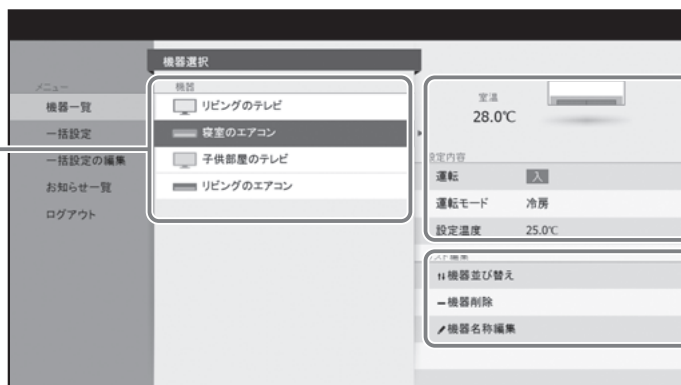 機器選択
メニュー
機器一覧
一括設定
一括設定の編集
お知らせ一覧
ログアウト
機器
リビングのテレビ
寝室のエアコン
子供部屋のテレビ
リビングのエアコン
室温
28.0℃
設定内容
運転 入
運転モード 冷房
設定温度 25.0℃
スト編集
機器並び替え
機器削除
機器名称編集